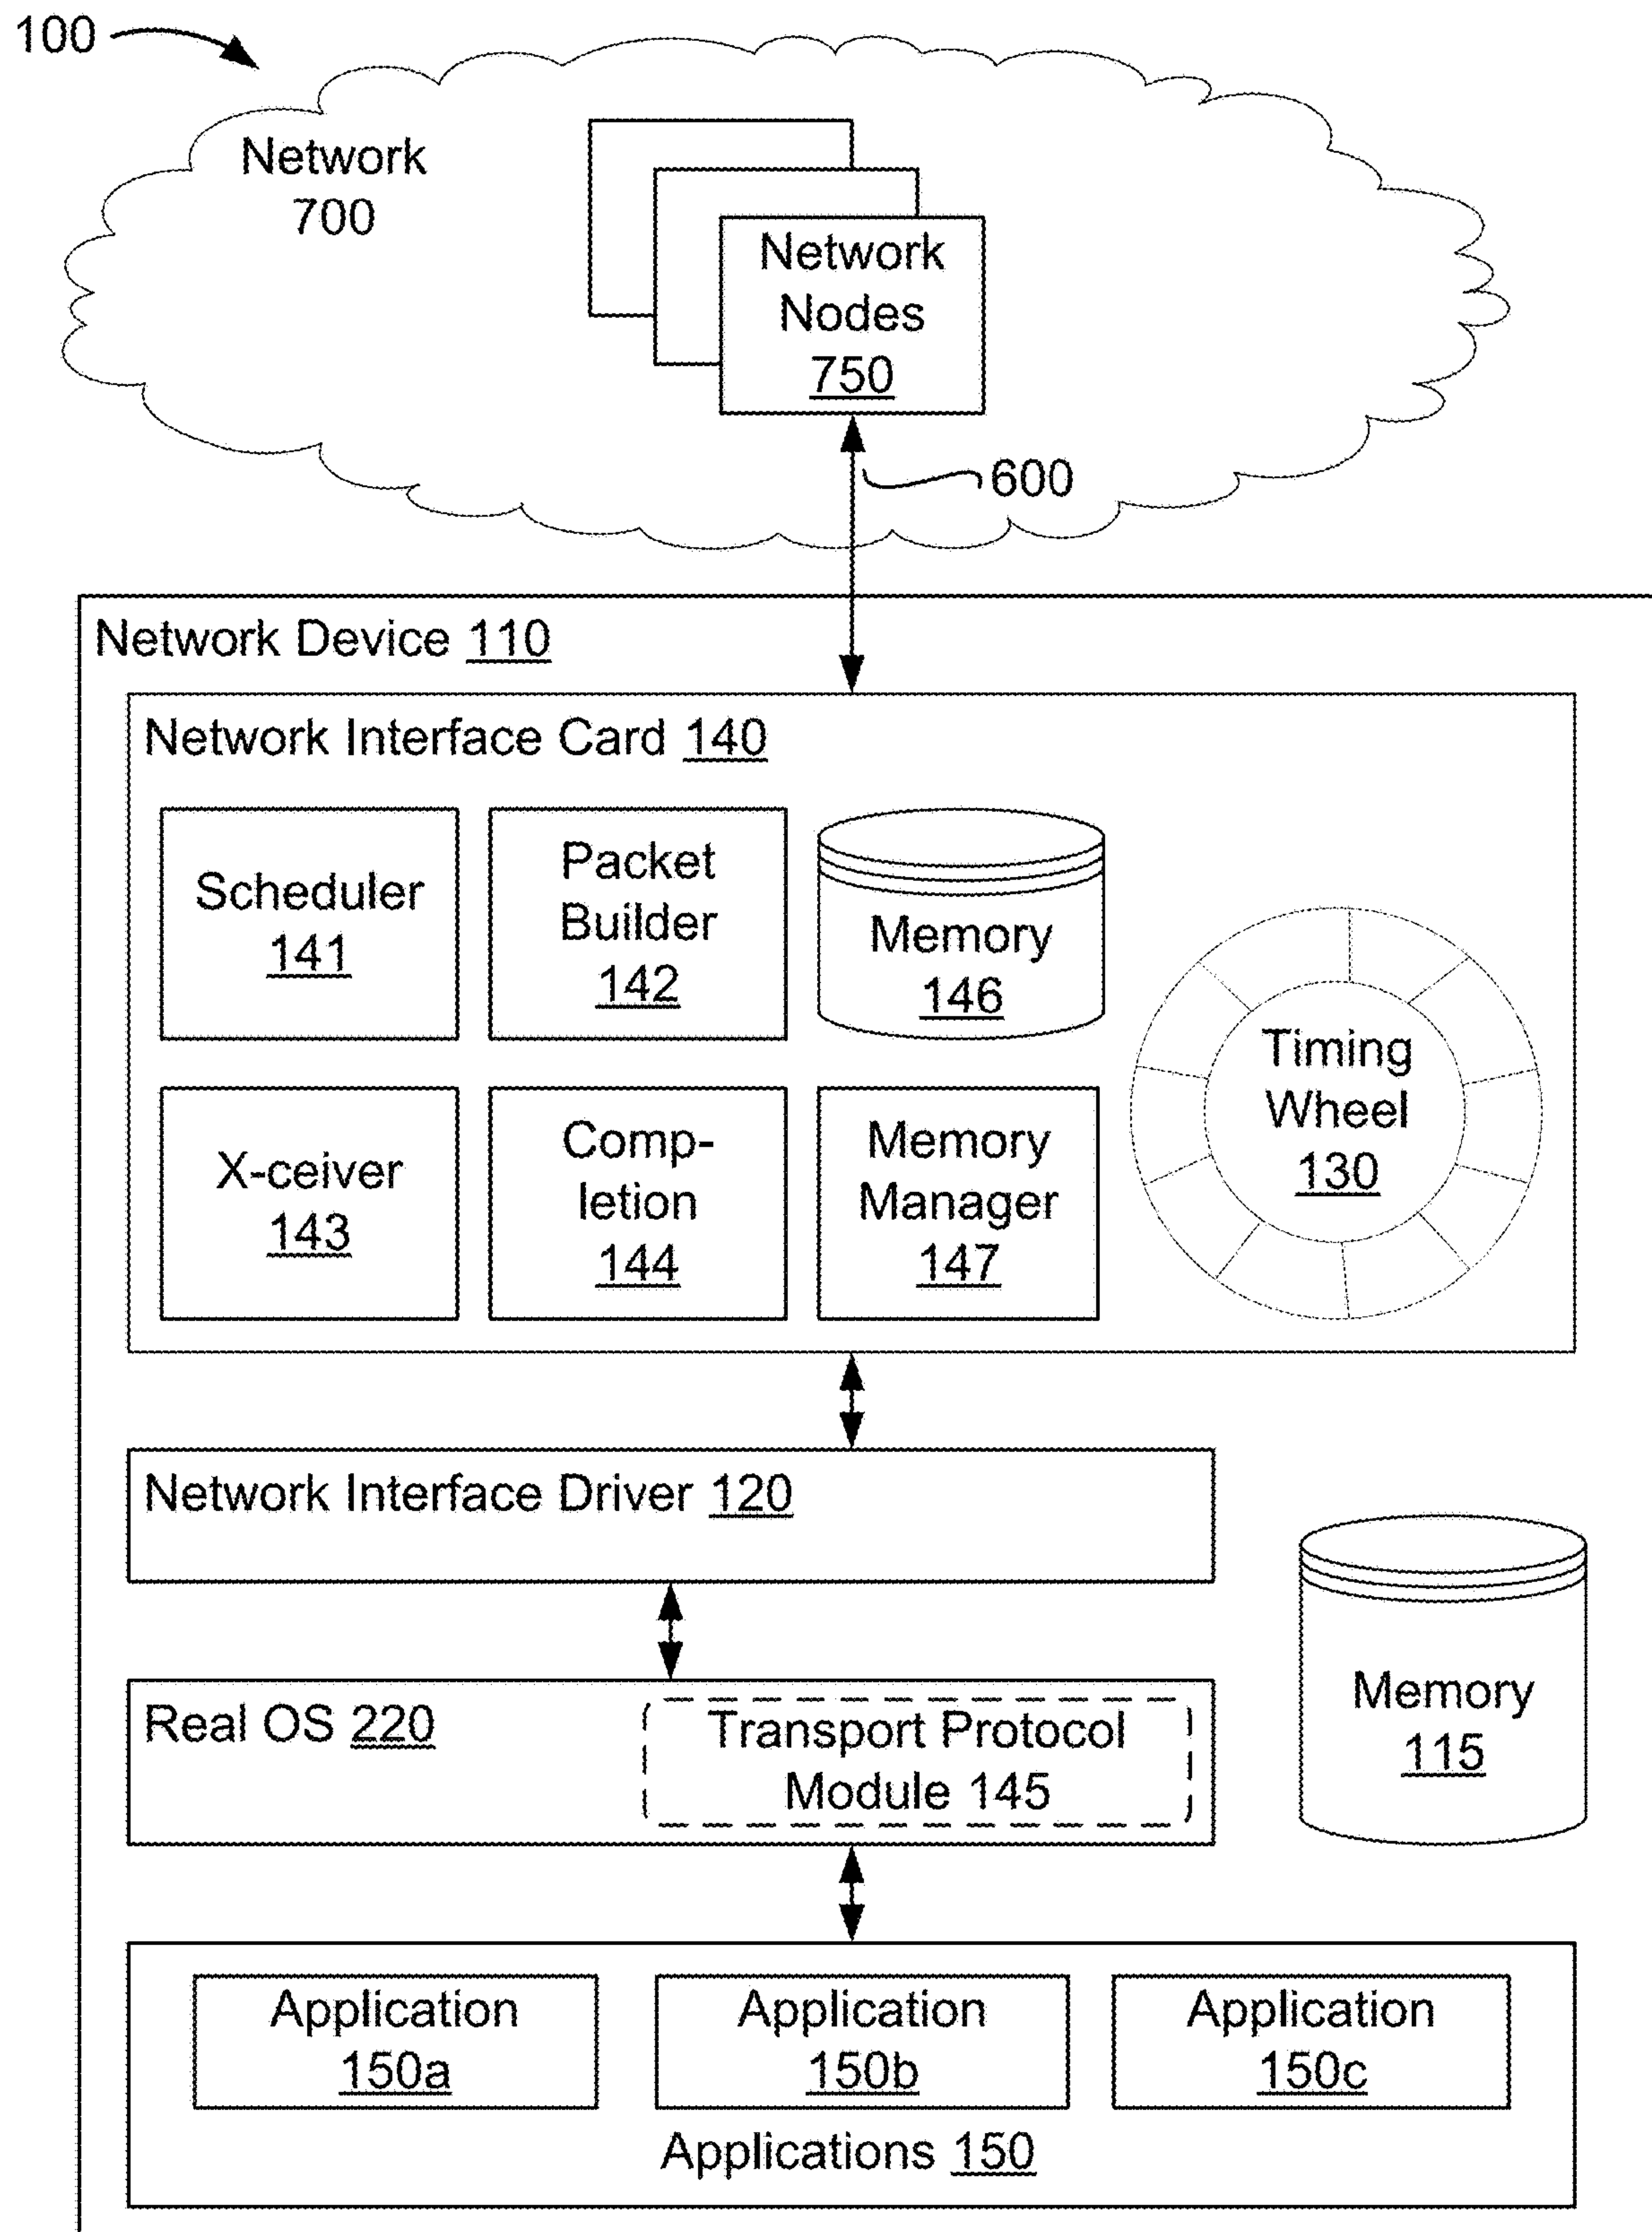 100
Network
700
Network
Nodes
750
600
Network Device 110
Network Interface Card 140
Scheduler
141
Packet
Builder
142
Memory
146
X-ceiver
143
Comp-
letion
144
Memory
Manager
147
Timing
Wheel
130
Network Interface Driver 120
Real OS 220
Transport Protocol
Module 145
Memory
115
Application
150a
Application
150b
Application
150c
Applications 150